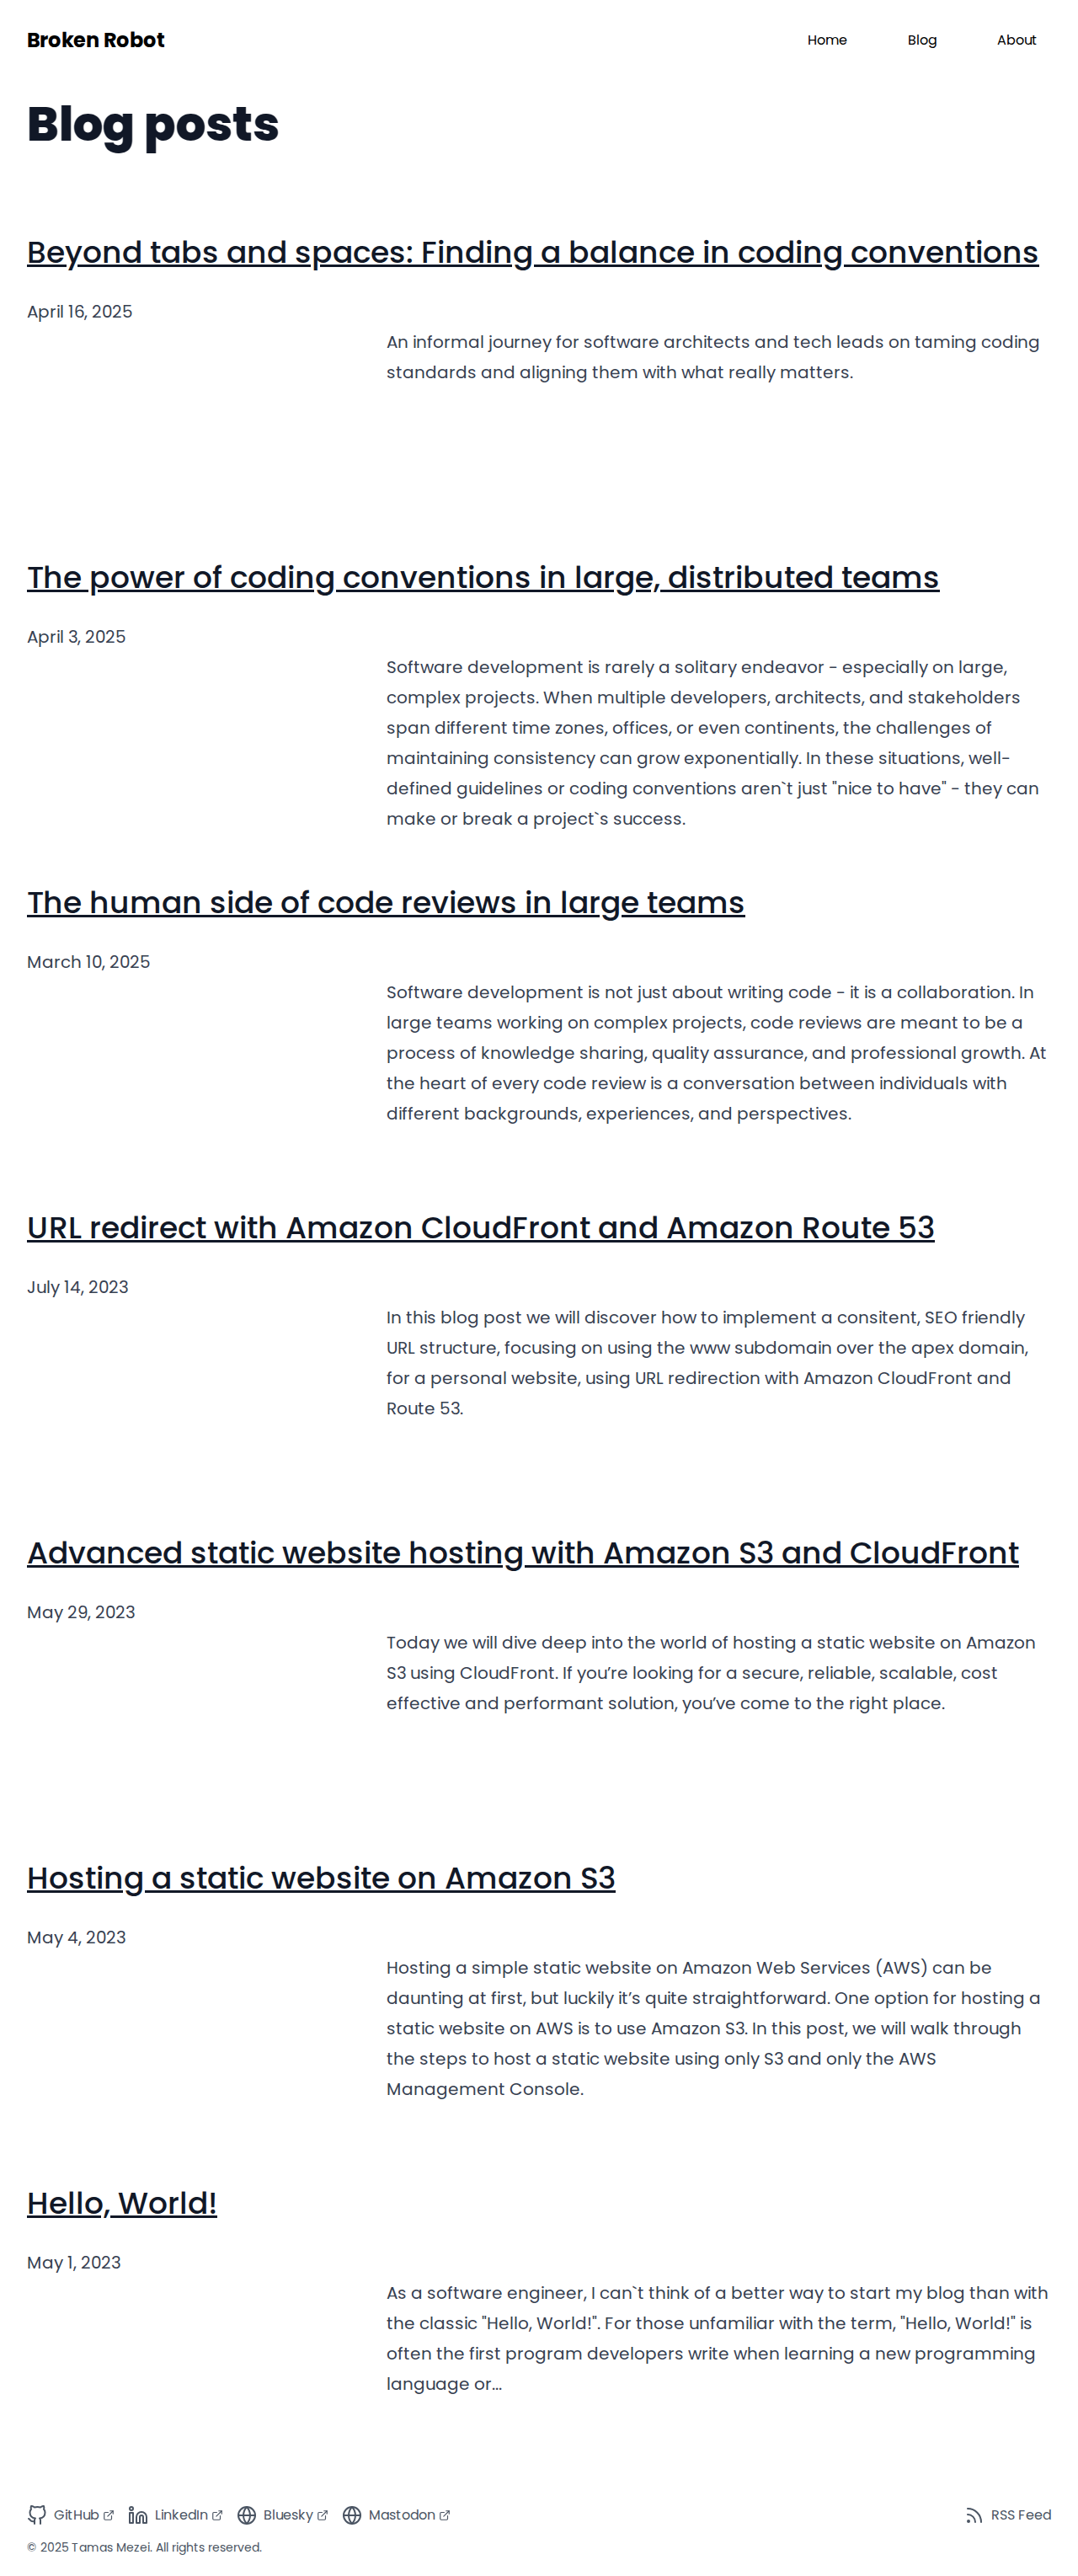 Broken Robot
Home
Blog
About
Blog posts
Beyond tabs and spaces: Finding a balance in coding conventions
April 16, 2025
An informal journey for software architects and tech leads on taming coding
standards and aligning them with what really matters.
The power of coding conventions in large, distributed teams
April 3, 2025
Software development is rarely a solitary endeavor - especially on large,
complex projects. When multiple developers, architects, and stakeholders
span different time zones, offices, or even continents, the challenges of
maintaining consistency can grow exponentially. In these situations, well-
defined guidelines or coding conventions aren`t just "nice to have" - they can
make or break a project`s success.
The human side of code reviews in large teams
March 10, 2025
Software development is not just about writing code - it is a collaboration. In
large teams working on complex projects, code reviews are meant to be a
process of knowledge sharing, quality assurance, and professional growth. At
the heart of every code review is a conversation between individuals with
different backgrounds, experiences, and perspectives.
URL redirect with Amazon CloudFront and Amazon Route 53
July 14, 2023
In this blog post we will discover how to implement a consitent, SEO friendly
URL structure, focusing on using the www subdomain over the apex domain,
for a personal website, using URL redirection with Amazon CloudFront and
Route 53.
Advanced static website hosting with Amazon S3 and CloudFront
May 29, 2023
Today we will dive deep into the world of hosting a static website on Amazon
S3 using CloudFront. If you’re looking for a secure, reliable, scalable, cost
effective and performant solution, you’ve come to the right place.
Hosting a static website on Amazon S3
May 4, 2023
Hosting a simple static website on Amazon Web Services (AWS) can be
daunting at first, but luckily it’s quite straightforward. One option for hosting a
static website on AWS is to use Amazon S3. In this post, we will walk through
the steps to host a static website using only S3 and only the AWS
Management Console.
Hello, World!
May 1, 2023
As a software engineer, I can`t think of a better way to start my blog than with
the classic "Hello, World!". For those unfamiliar with the term, "Hello, World!" is
often the first program developers write when learning a new programming
language or...
GitHub
LinkedIn
Bluesky
Mastodon
RSS Feed
© 2025 Tamas Mezei. All rights reserved.